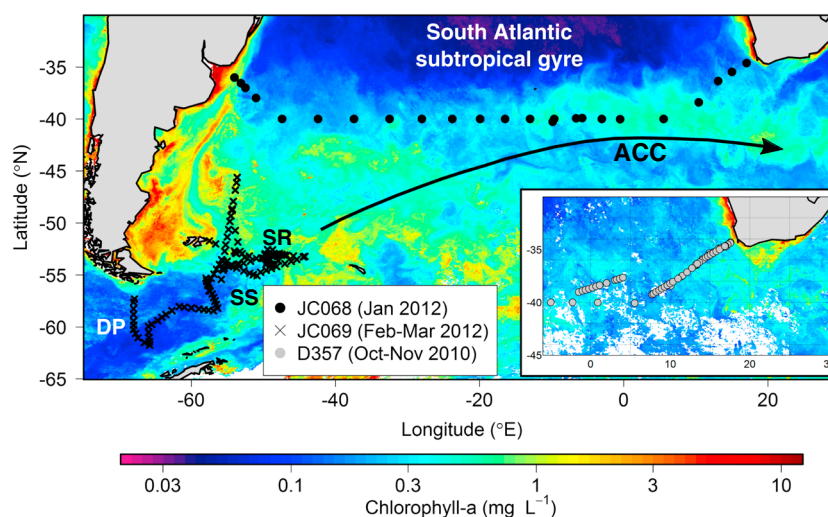 South Atlantic
subtropical gyre
-35
-40
-45
-50
-55
-60
-65
Latitude (°N)
ACC
SR
SS
DP
JC068 (Jan 2012)
JC069 (Feb-Mar 2012)
D357 (Oct-Nov 2010)
-35
-40
-45
0
10
20
-60
-40
-20
0
20
Longitude (°E)
0.03
0.1
0.3
1
3
10
Chlorophyll-a (mg L⁻¹)